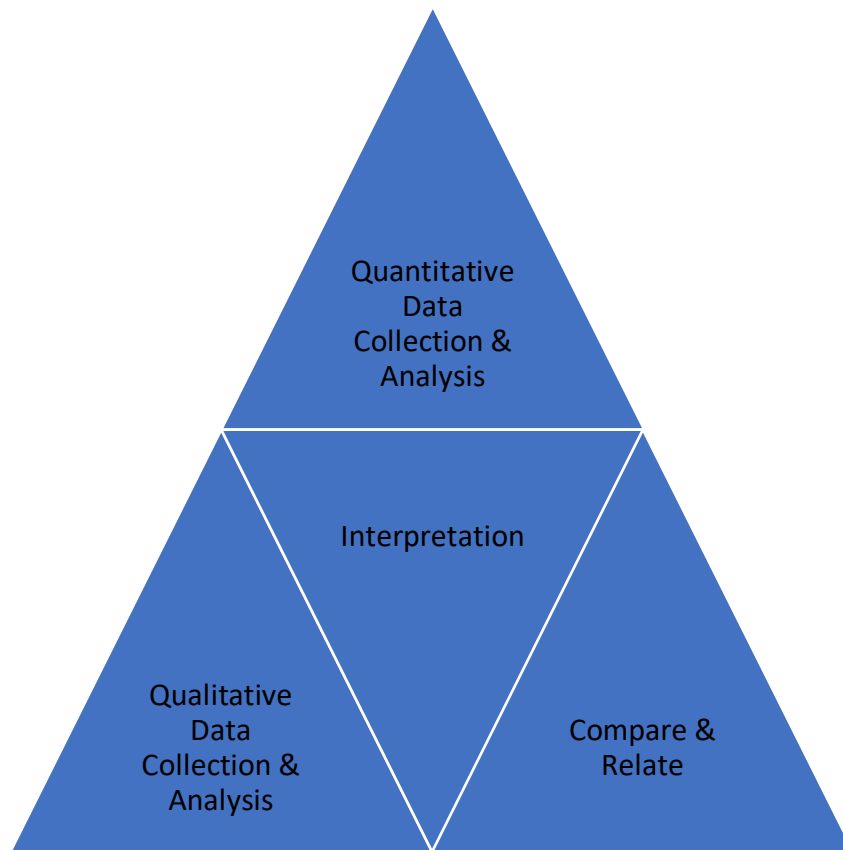 Quantitative
Data
Collection &
Analysis
Interpretation
Qualitative
Data
Collection &
Analysis
Compare &
Relate